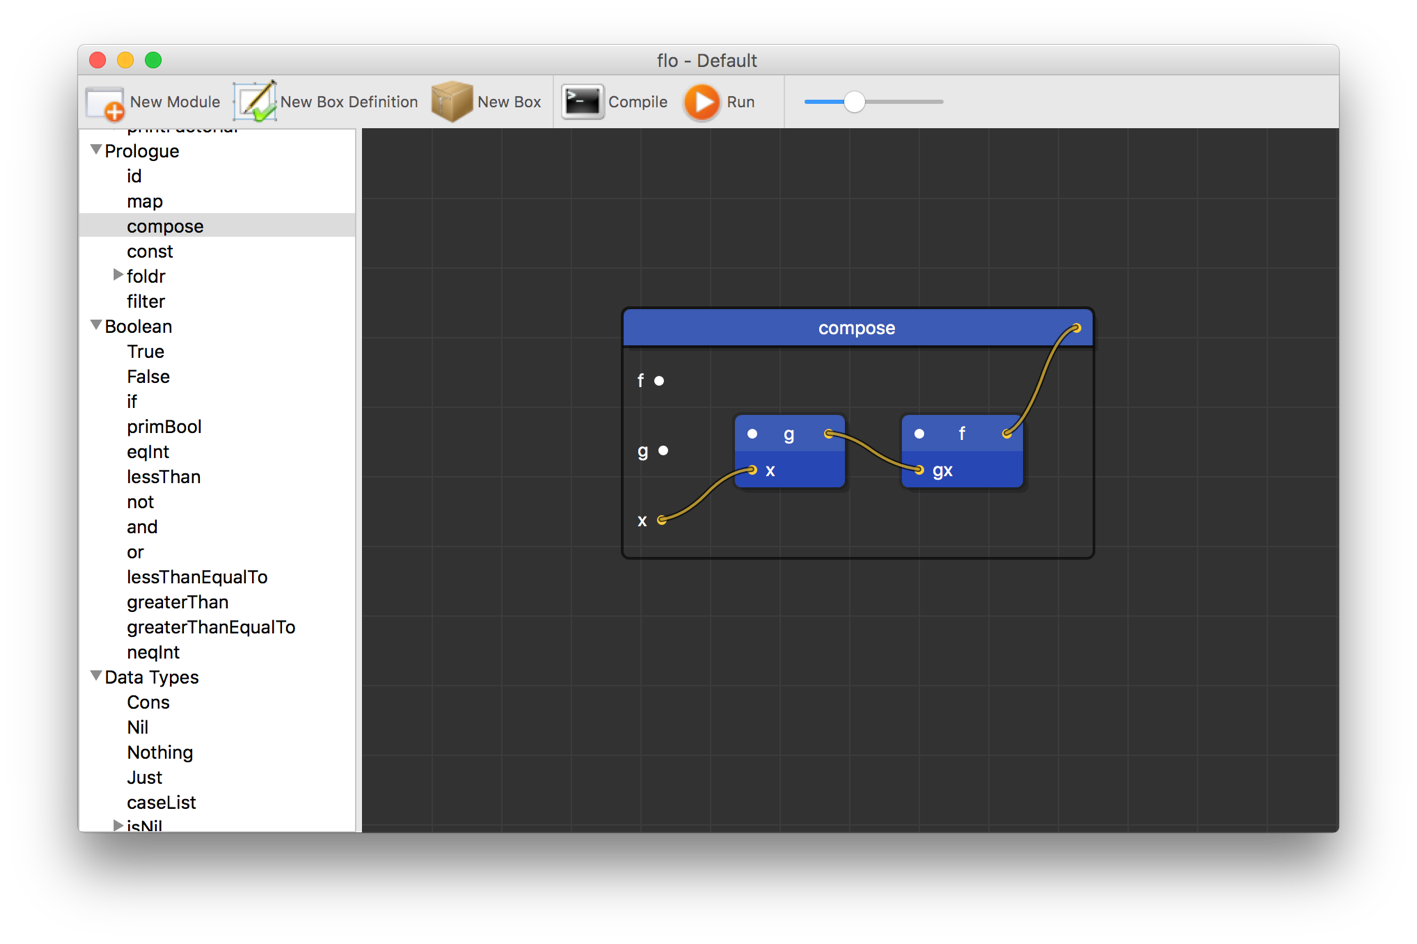 flo - Default
New Module New Box Definition New Box Compile Run
printFactorial
Prologue
id
map
compose
const
foldr
filter
Boolean
True
False
if
primBool
eqInt
lessThan
not
and
or
lessThanEqualTo
greaterThan
greaterThanEqualTo
neqInt
Data Types
Cons
Nil
Nothing
Just
caseList
isNil
compose
f
g
x
g
x
f
gx